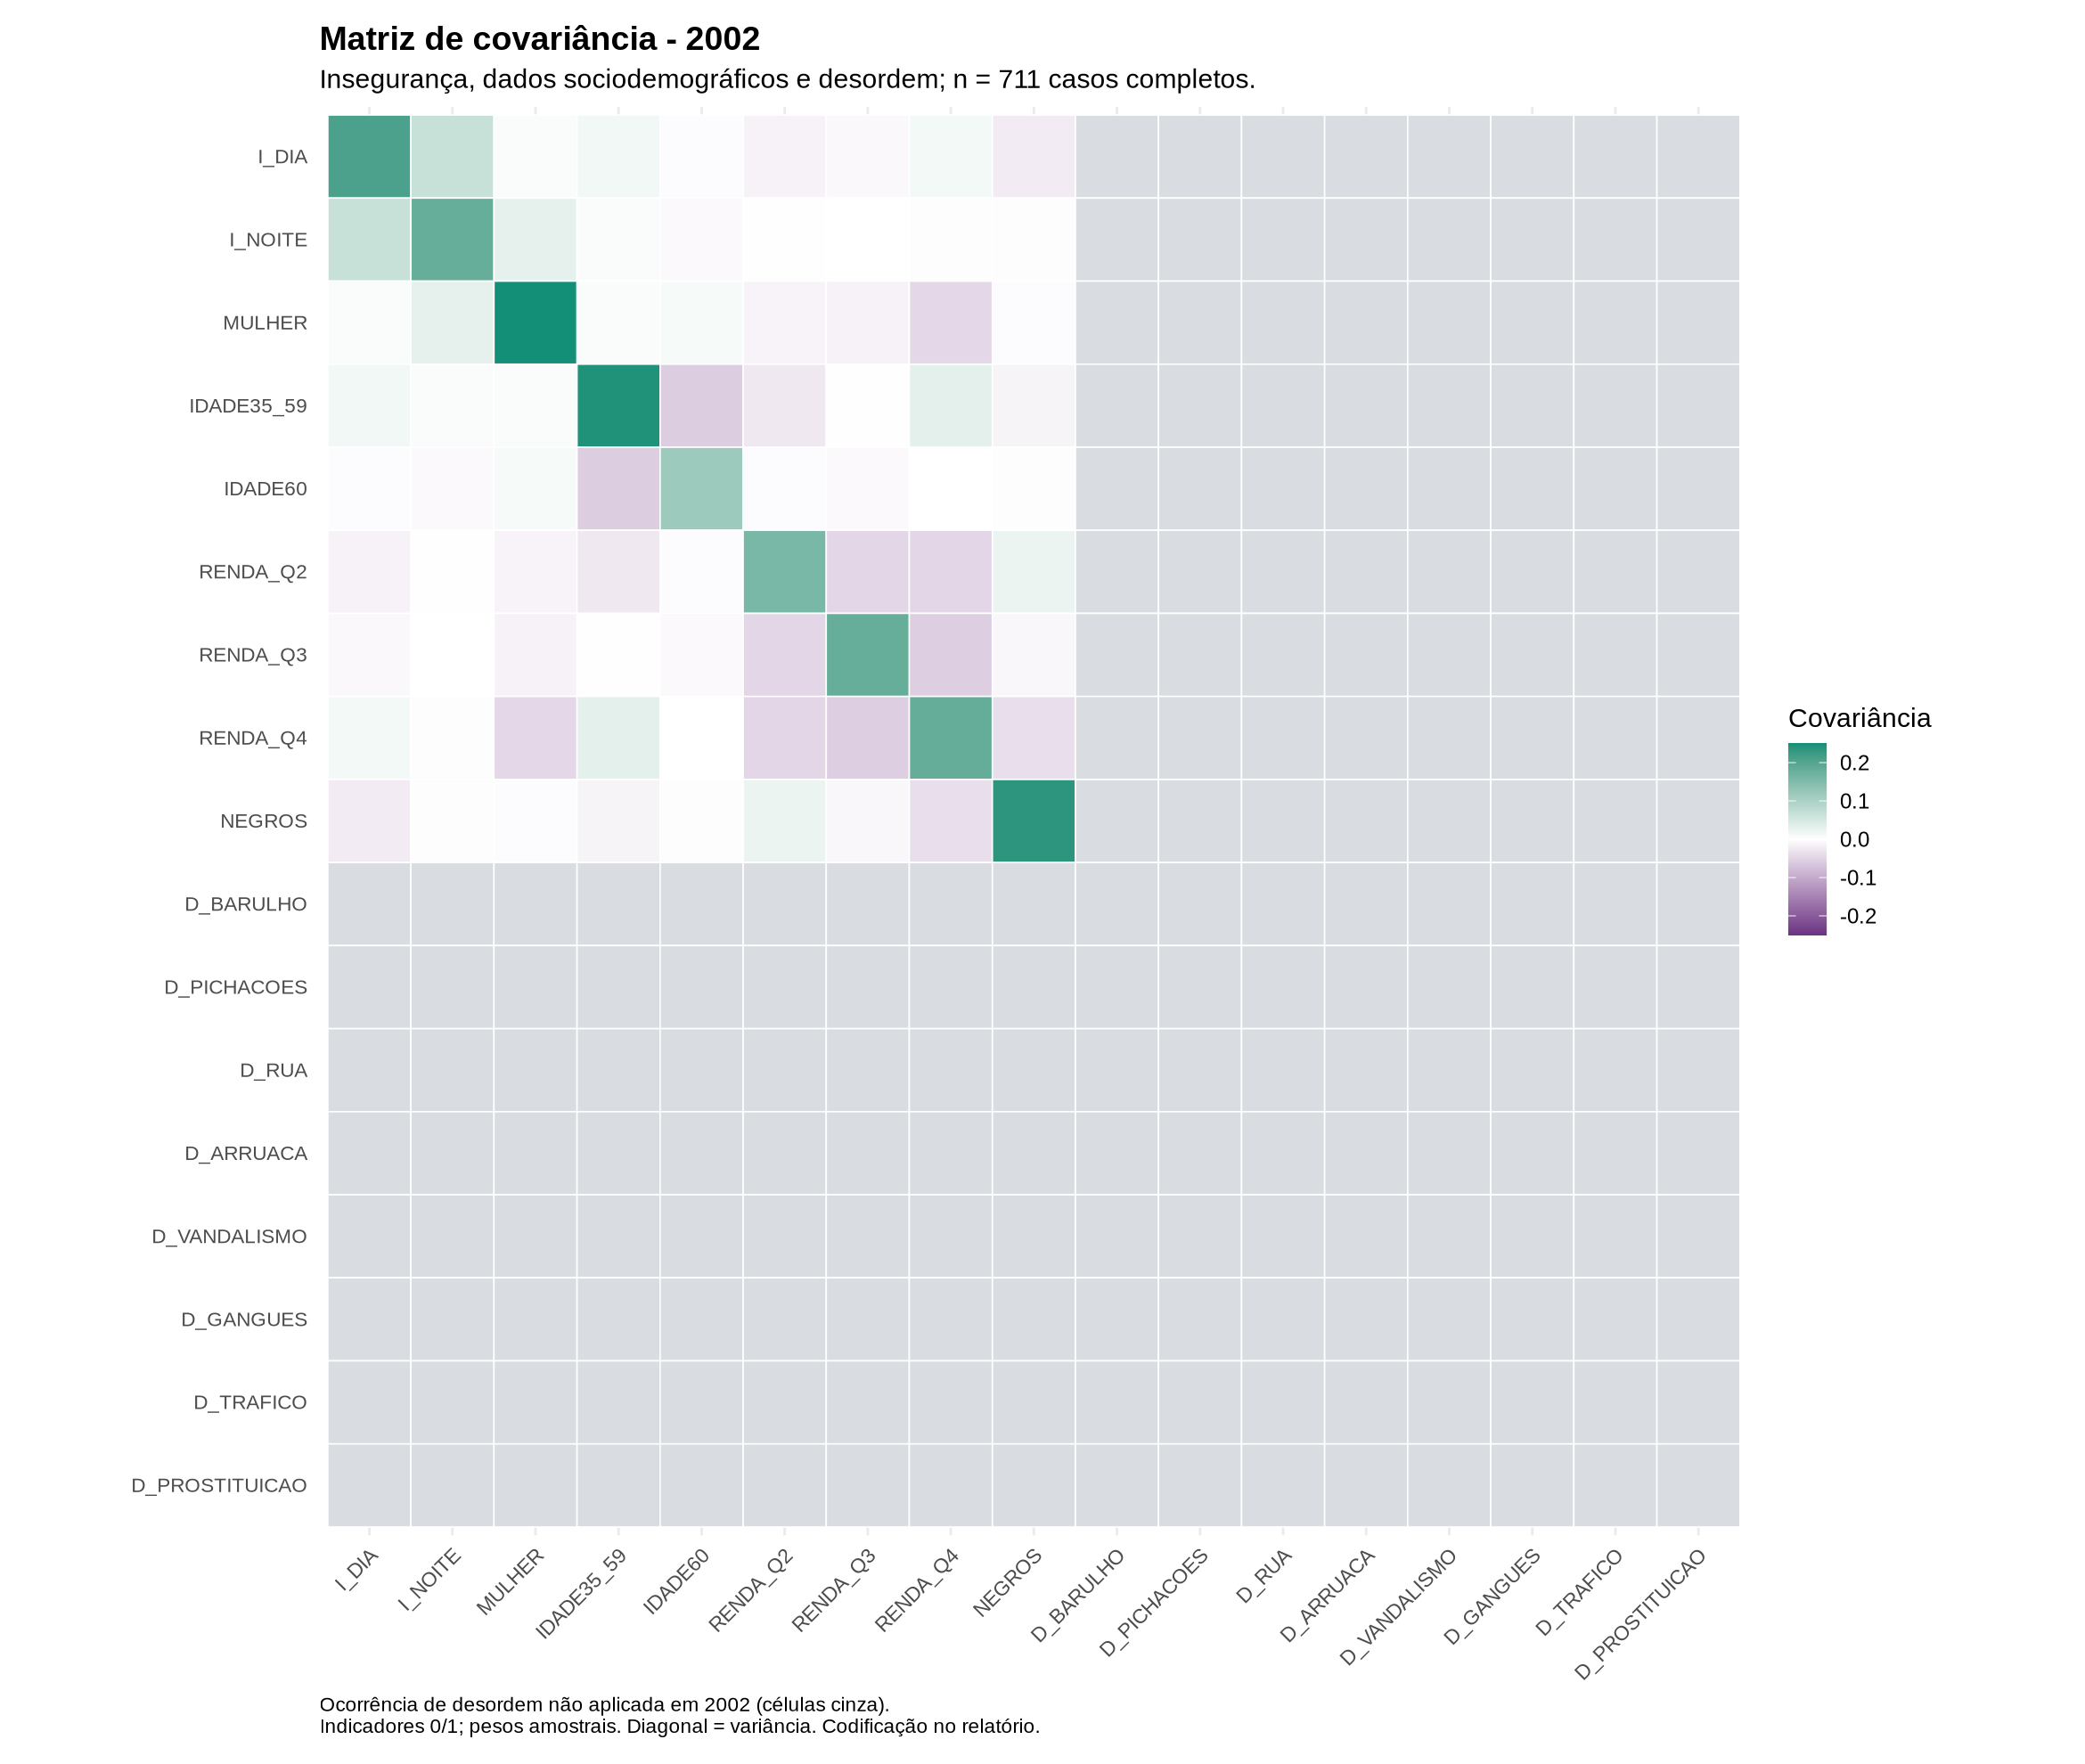 Matriz de covariância - 2002
Insegurança, dados sociodemográficos e desordem; n = 711 casos completos.
I_DIA
I_NOITE
MULHER
IDADE35_59
IDADE60
RENDA_Q2
RENDA_Q3
RENDA_Q4
NEGROS
D_BARULHO
D_PICHACOES
D_RUA
D_ARRUACA
D_VANDALISMO
D_GANGUES
D_TRAFICO
D_PROSTITUICAO
Covariância
0.2
0.1
0.0
-0.1
-0.2
I_DIA
I_NOITE
MULHER
IDADE35_59
IDADE60
RENDA_Q2
RENDA_Q3
RENDA_Q4
NEGROS
D_BARULHO
D_PICHACOES
D_RUA
D_ARRUACA
D_VANDALISMO
D_GANGUES
D_TRAFICO
D_PROSTITUICAO
Ocorrência de desordem não aplicada em 2002 (células cinza).
Indicadores 0/1; pesos amostrais. Diagonal = variância. Codificação no relatório.